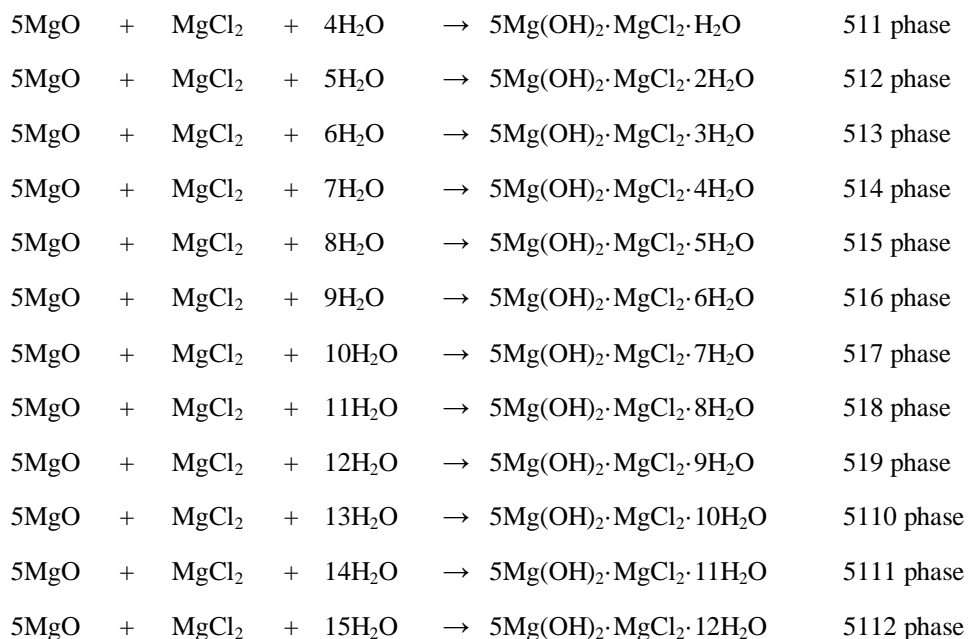 5MgO + MgCl₂ + 4H₂O → 5Mg(OH)₂·MgCl₂·H₂O 511 phase
5MgO + MgCl₂ + 5H₂O → 5Mg(OH)₂·MgCl₂·2H₂O 512 phase
5MgO + MgCl₂ + 6H₂O → 5Mg(OH)₂·MgCl₂·3H₂O 513 phase
5MgO + MgCl₂ + 7H₂O → 5Mg(OH)₂·MgCl₂·4H₂O 514 phase
5MgO + MgCl₂ + 8H₂O → 5Mg(OH)₂·MgCl₂·5H₂O 515 phase
5MgO + MgCl₂ + 9H₂O → 5Mg(OH)₂·MgCl₂·6H₂O 516 phase
5MgO + MgCl₂ + 10H₂O → 5Mg(OH)₂·MgCl₂·7H₂O 517 phase
5MgO + MgCl₂ + 11H₂O → 5Mg(OH)₂·MgCl₂·8H₂O 518 phase
5MgO + MgCl₂ + 12H₂O → 5Mg(OH)₂·MgCl₂·9H₂O 519 phase
5MgO + MgCl₂ + 13H₂O → 5Mg(OH)₂·MgCl₂·10H₂O 5110 phase
5MgO + MgCl₂ + 14H₂O → 5Mg(OH)₂·MgCl₂·11H₂O 5111 phase
5MgO + MgCl₂ + 15H₂O → 5Mg(OH)₂·MgCl₂·12H₂O 5112 phase